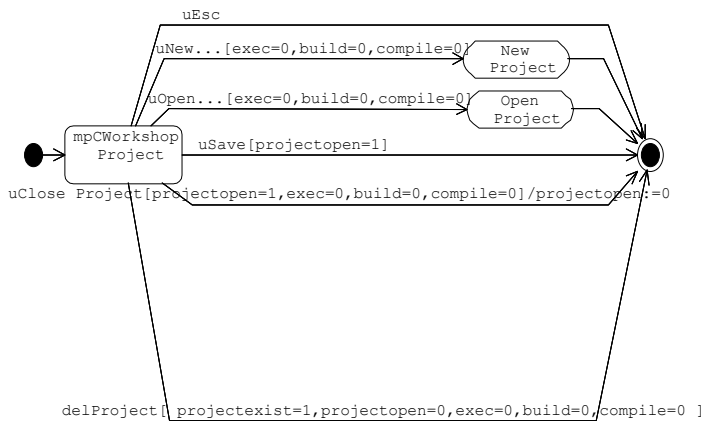 uEsc
uNew...[exec=0,build=0,compile=0]
New
Project
uOpen...[exec=0,build=0,compile=0]
Open
Project
mpCWorkshop
Project
uSave[projectopen=1]
uClose Project[projectopen=1,exec=0,build=0,compile=0]/projectopen:=0
delProject[ projectexist=1,projectopen=0,exec=0,build=0,compile=0 ]